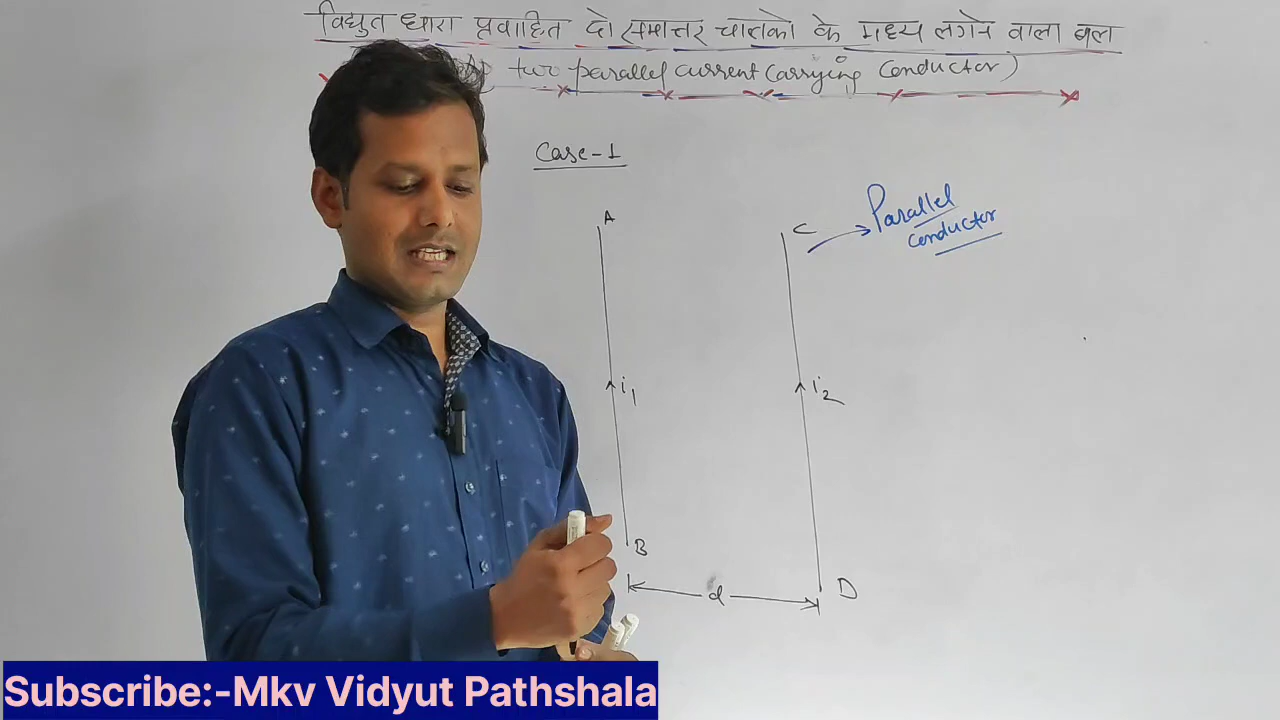 विद्युत धारा प्रवाहित दो समान्तर चालको के मध्य लगने वाला बल
two parallel current carrying Conductor)
Case-1
A
C
Parallel
Conductor
i1
i2
B
D
d
Subscribe:-Mkv Vidyut Pathshala